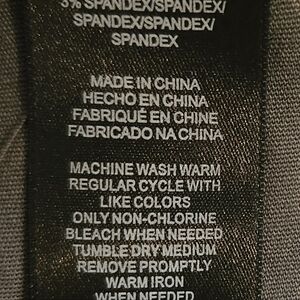 3% SPANDEX/SPANDEX/
SPANDEX/SPANDEX/
SPANDEX
MADE IN CHINA
HECHO EN CHINA
FABRIQUÉ EN CHINE
FABRICADO NA CHINA
MACHINE WASH WARM
REGULAR CYCLE WITH
LIKE COLORS
ONLY NON-CHLORINE
BLEACH WHEN NEEDED
TUMBLE DRY MEDIUM
REMOVE PROMPTLY
WARM IRON
WHEN NEEDED